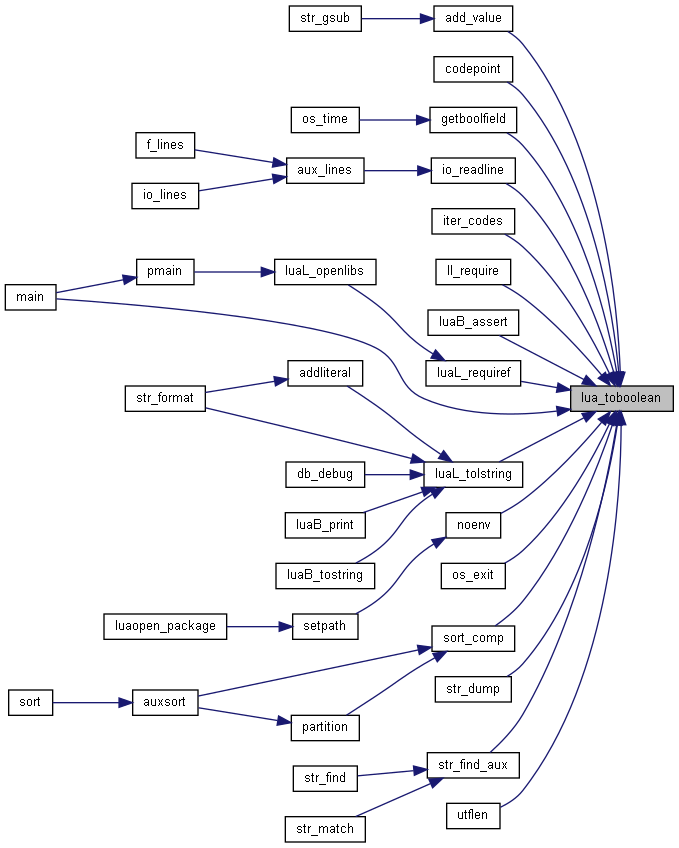 str_gsub
add_value
codepoint
os_time
getboolfield
f_lines
aux_lines
io_readline
io_lines
iter_codes
pmain
luaL_openlibs
ll_require
main
luaB_assert
luaL_requiref
addliteral
str_format
lua_toboolean
db_debug
luaL_tolstring
luaB_print
noenv
luaB_tostring
os_exit
luaopen_package
setpath
sort_comp
str_dump
sort
auxsort
partition
str_find_aux
str_find
utflen
str_match